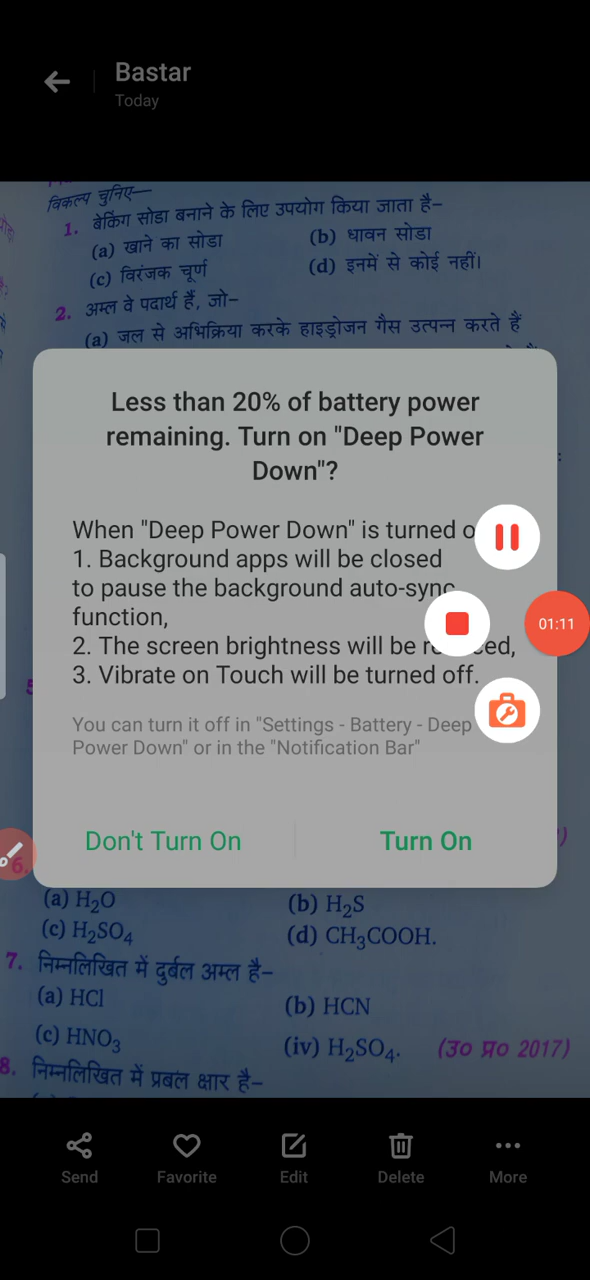 Bastar
Today
विकल्प चुनिए—
1. बेकिंग सोडा बनाने के लिए उपयोग किया जाता है–
(a) खाने का सोडा (b) धावन सोडा
(c) विरंजक चूर्ण (d) इनमें से कोई नहीं।
2. अम्ल वे पदार्थ हैं, जो–
(a) जल से अभिक्रिया करके हाइड्रोजन गैस उत्पन्न करते हैं
Less than 20% of battery power
remaining. Turn on "Deep Power
Down"?
When "Deep Power Down" is turned
1. Background apps will be closed
to pause the background auto-sync
function,
01:11
2. The screen brightness will be
3. Vibrate on Touch will be turned off.
You can turn it off in "Settings - Battery - Deep
Power Down" or in the "Notification Bar"
Don't Turn On Turn On
6.
(a) H₂O (b) H₂S
(c) H₂SO₄ (d) CH₃COOH.
7. निम्नलिखित में दुर्बल अम्ल है–
(a) HCl (b) HCN
(c) HNO₃ (iv) H₂SO₄. (उ० प्र० 2017)
8. निम्नलिखित में प्रबल क्षार है–
Send Favorite Edit Delete More